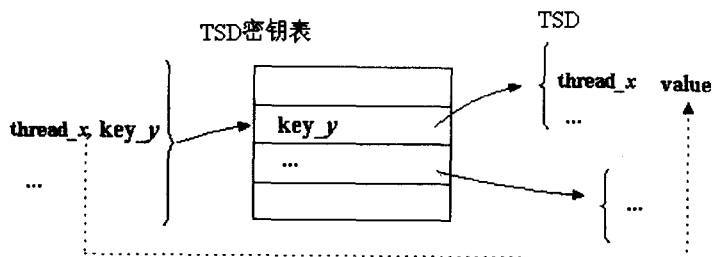 TSD密钥表
TSD
thread_x value
...
thread_x, key_y
key_y
...
...
...